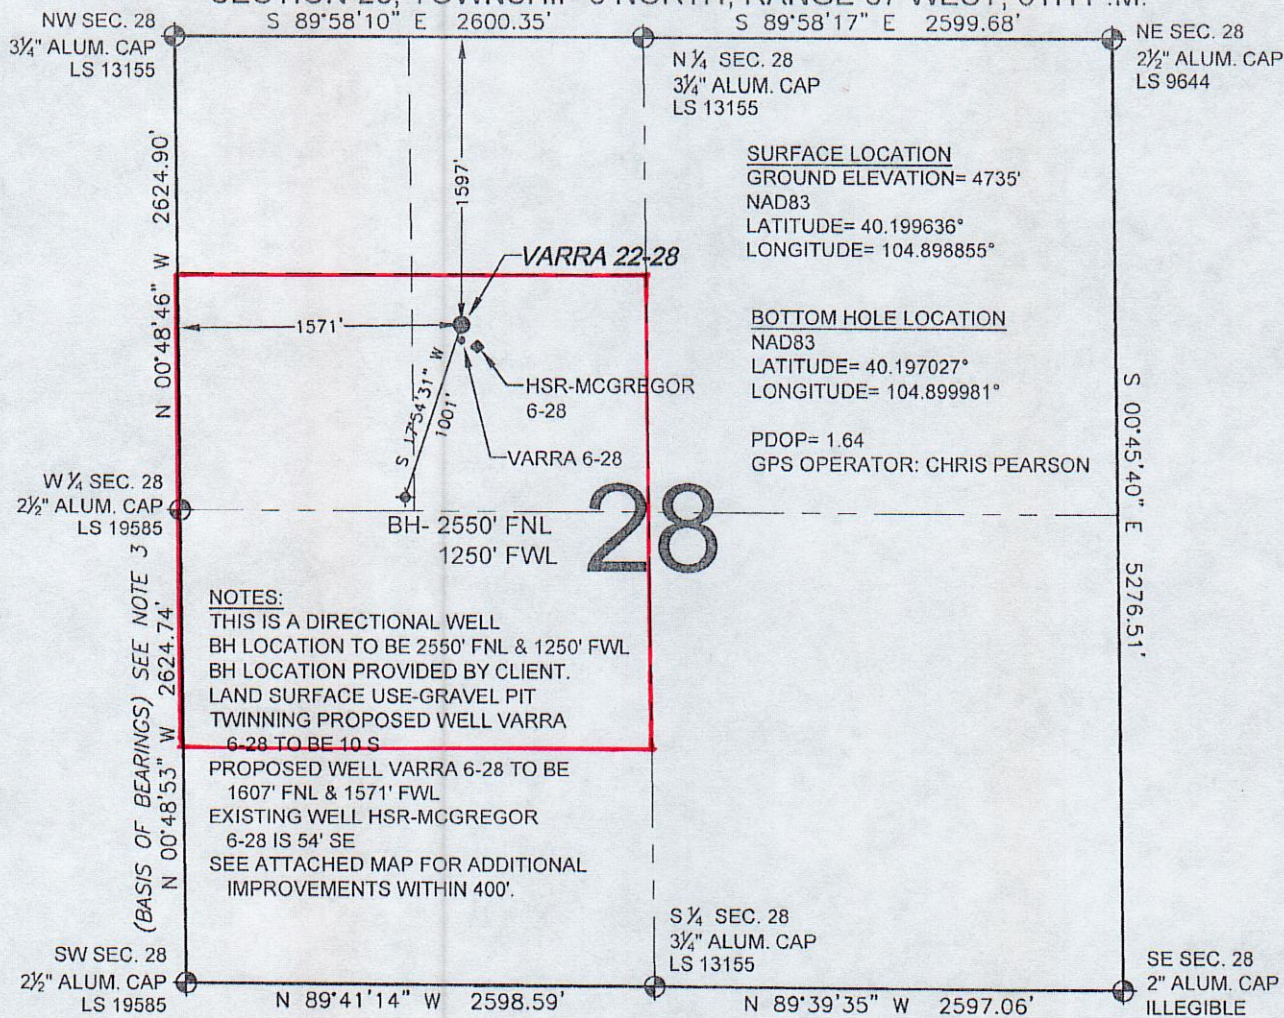 S 89°58'10" E 2600.35'
S 89°58'17" E 2599.68'
NW SEC. 28
3¼" ALUM. CAP
LS 13155
N ¼ SEC. 28
3¼" ALUM. CAP
LS 13155
NE SEC. 28
2½" ALUM. CAP
LS 9644
N 00°48'46" W 2624.90'
1597'
SURFACE LOCATION
GROUND ELEVATION= 4735'
NAD83
LATITUDE= 40.199636°
LONGITUDE= 104.898855°
VARRA 22-28
1571'
BOTTOM HOLE LOCATION
NAD83
LATITUDE= 40.197027°
LONGITUDE= 104.899981°
HSR-MCGREGOR
6-28
S 17°54'31" W
1001'
VARRA 6-28
PDOP= 1.64
GPS OPERATOR: CHRIS PEARSON
S 00°45'40" E 5276.51'
W ¼ SEC. 28
2½" ALUM. CAP
LS 19585
28
BH- 2550' FNL
1250' FWL
(BASIS OF BEARINGS) SEE NOTE 3
N 00°48'53" W 2624.74'
NOTES:
THIS IS A DIRECTIONAL WELL
BH LOCATION TO BE 2550' FNL & 1250' FWL
BH LOCATION PROVIDED BY CLIENT.
LAND SURFACE USE-GRAVEL PIT
TWINNING PROPOSED WELL VARRA
6-28 TO BE 10 S
PROPOSED WELL VARRA 6-28 TO BE
1607' FNL & 1571' FWL
EXISTING WELL HSR-MCGREGOR
6-28 IS 54' SE
SEE ATTACHED MAP FOR ADDITIONAL
IMPROVEMENTS WITHIN 400'.
SW SEC. 28
2½" ALUM. CAP
LS 19585
S ¼ SEC. 28
3¼" ALUM. CAP
LS 13155
SE SEC. 28
2" ALUM. CAP
ILLEGIBLE
N 89°41'14" W 2598.59'
N 89°39'35" W 2597.06'